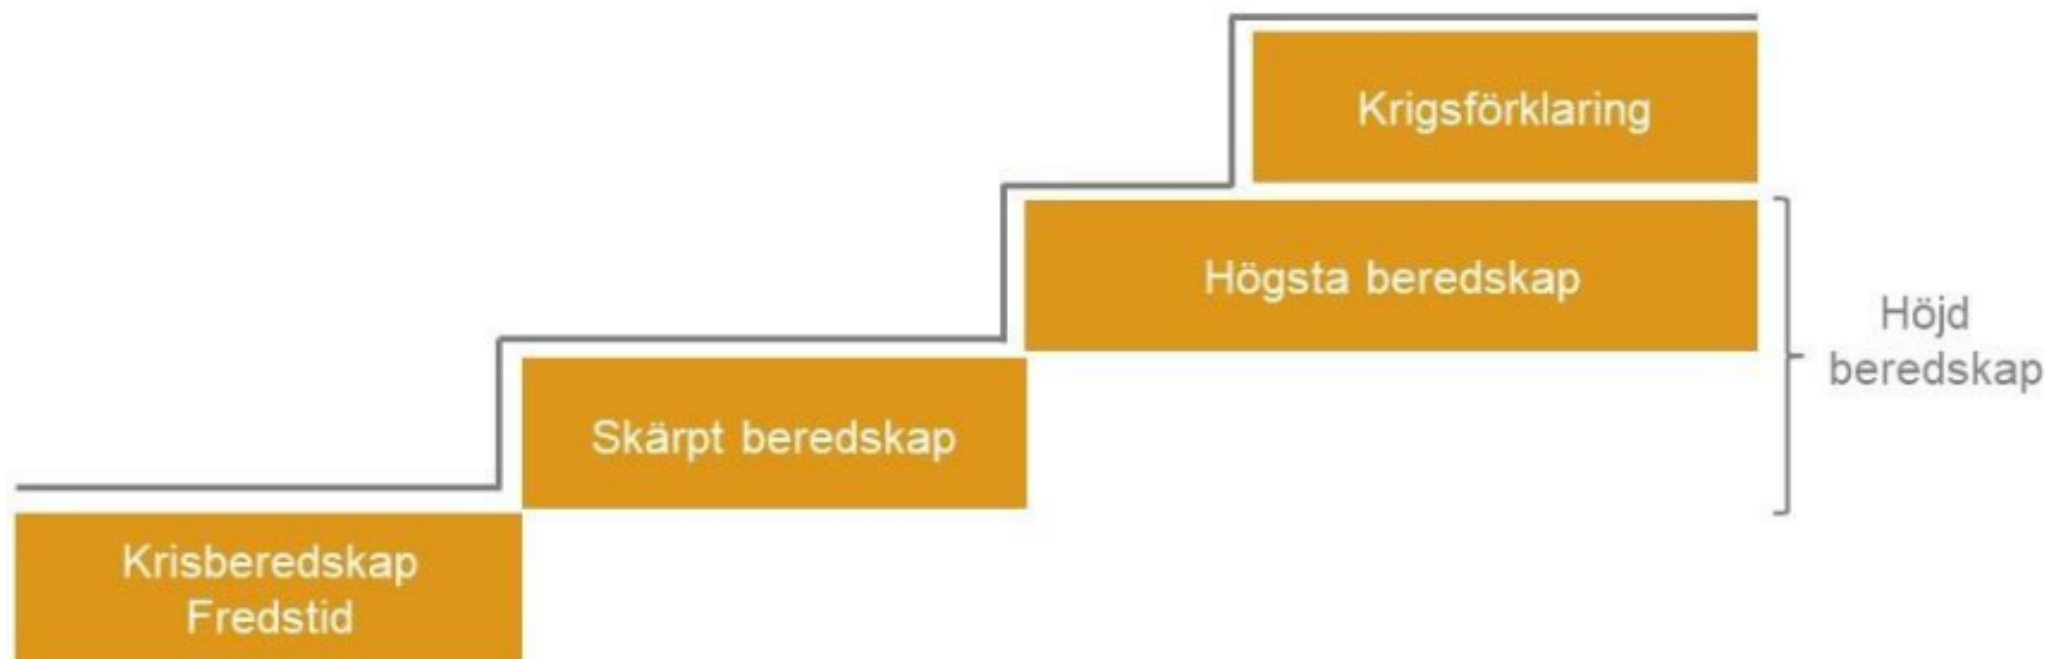 Krigsförklaring
Högsta beredskap
Höjd
beredskap
Skärpt beredskap
Krisberedskap
Fredstid